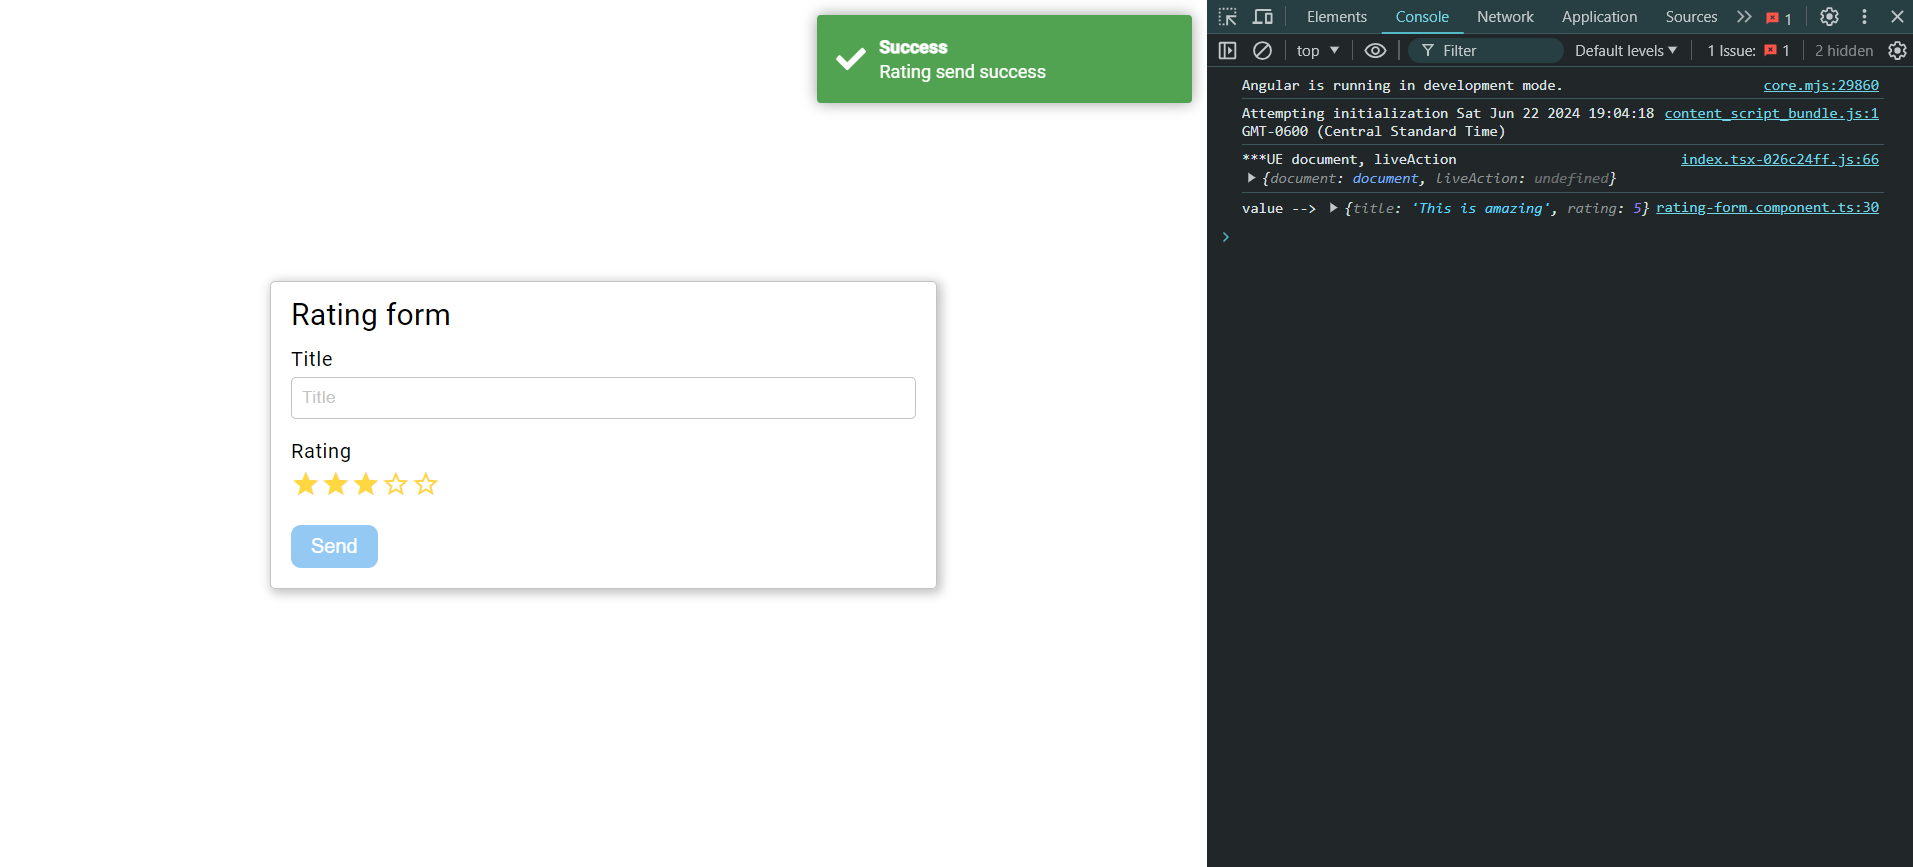 Success
Rating send success
Rating form
Title
Title
Rating
Send
Elements Console Network Application Sources 1
top Filter Default levels 1 Issue: 1 2 hidden
Angular is running in development mode. core.mjs:29860
Attempting initialization Sat Jun 22 2024 19:04:18 content_script_bundle.js:1
GMT-0600 (Central Standard Time)
***UE document, liveAction index.tsx-026c24ff.js:66
{document: document, liveAction: undefined}
value --> {title: 'This is amazing', rating: 5} rating-form.component.ts:30